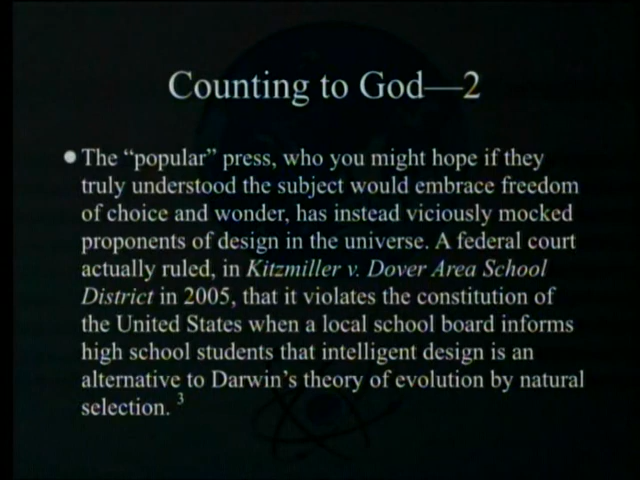 Counting to God—2
● The “popular” press, who you might hope if they
truly understood the subject would embrace freedom
of choice and wonder, has instead viciously mocked
proponents of design in the universe. A federal court
actually ruled, in Kitzmiller v. Dover Area School
District in 2005, that it violates the constitution of
the United States when a local school board informs
high school students that intelligent design is an
alternative to Darwin’s theory of evolution by natural
selection. 3